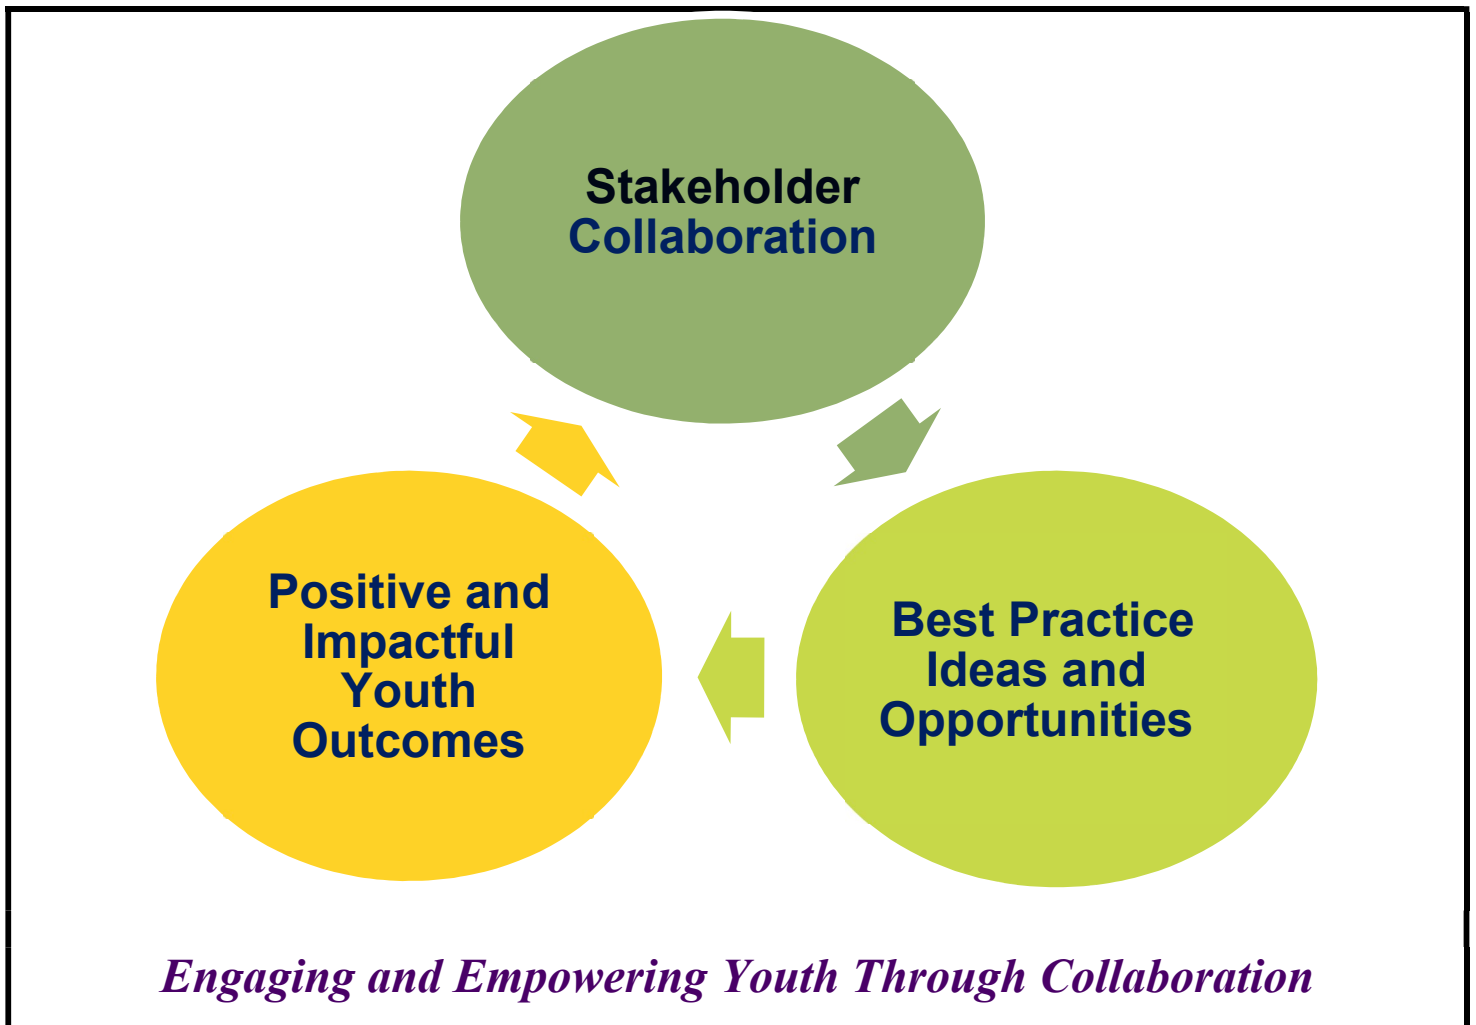 Stakeholder
Collaboration
Best Practice
Ideas and
Opportunities
Positive and
Impactful
Youth
Outcomes
Engaging and Empowering Youth Through Collaboration